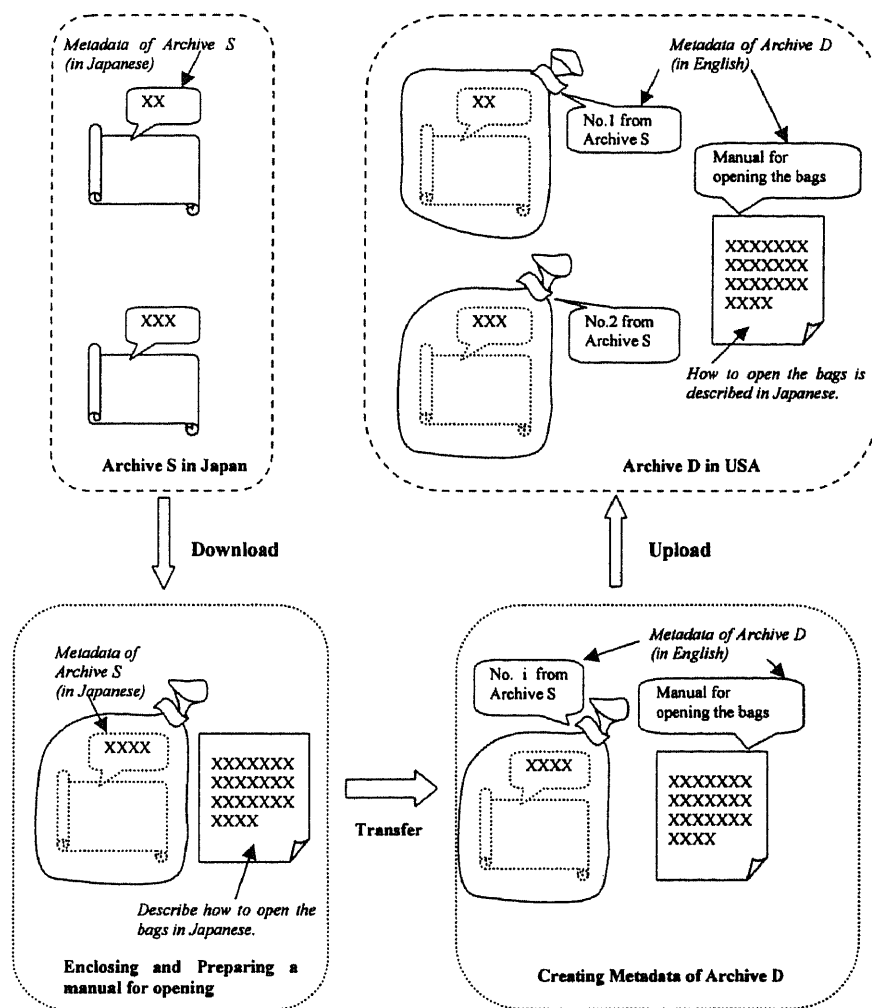 Metadata of Archive S
(in Japanese)
XX
XXX
Archive S in Japan
Metadata of Archive D
(in English)
XX
No.1 from
Archive S
Manual for
opening the bags
XXXXXXX
XXXXXXX
XXXXXXX
XXXX
XXX
No.2 from
Archive S
How to open the bags is
described in Japanese.
Archive D in USA
Download
Upload
Metadata of
Archive S
(in Japanese)
XXXX
XXXXXXX
XXXXXXX
XXXXXXX
XXXX
Describe how to open the
bags in Japanese.
Enclosing and Preparing a
manual for opening
Transfer
Metadata of Archive D
(in English)
No. i from
Archive S
Manual for
opening the bags
XXXX
XXXXXXX
XXXXXXX
XXXXXXX
XXXX
Creating Metadata of Archive D